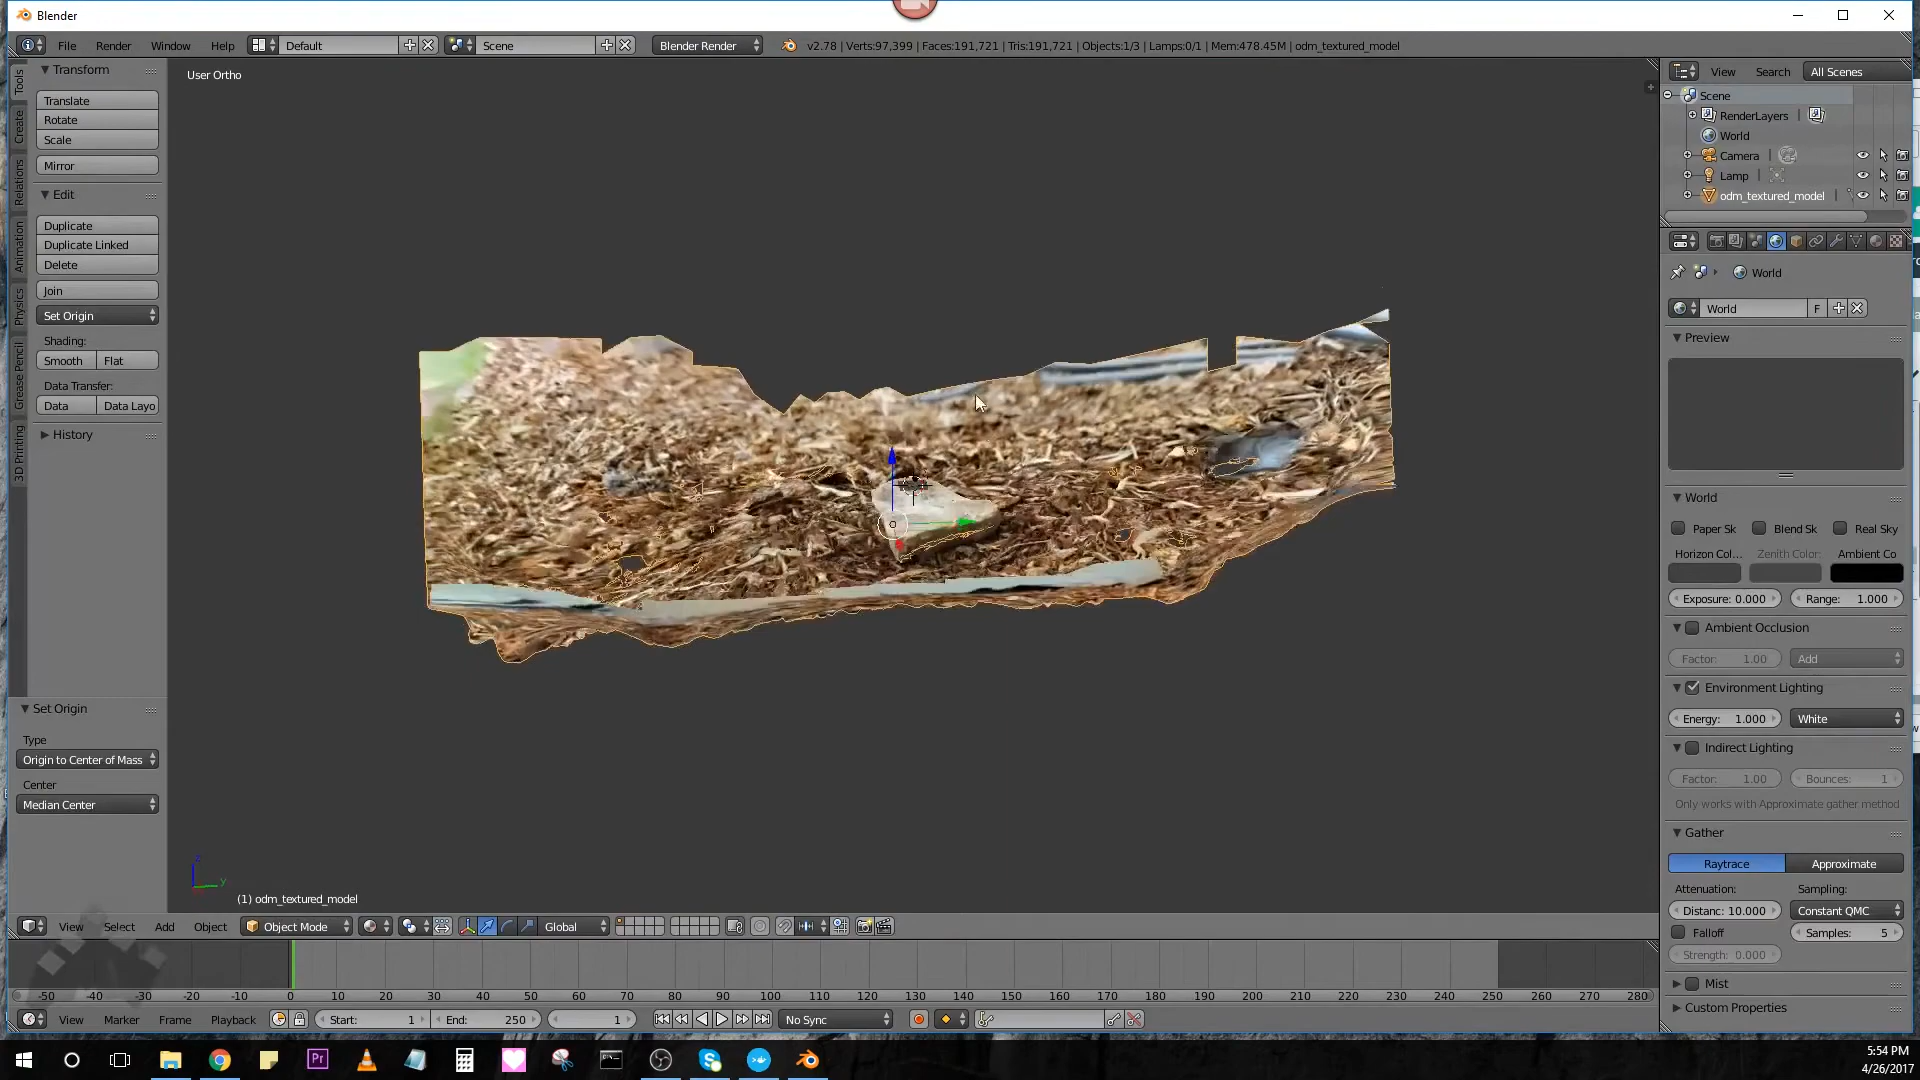 Blender
File Render Window Help Default Scene Blender Render v2.78 | Verts:97,399 | Faces:191,721 | Tris:191,721 | Objects:1/3 | Lamps:0/1 | Mem:478.45M | odm_textured_model
Tools
Create
Relations
Animation
Physics
Grease Pencil
3D Printing
Transform
Translate
Rotate
Scale
Mirror
Edit
Duplicate
Duplicate Linked
Delete
Join
Set Origin
Shading:
Smooth Flat
Data Transfer:
Data Data Layo
History
Set Origin
Type
Origin to Center of Mass
Center
Median Center
User Ortho
z
y
(1) odm_textured_model
View Select Add Object Object Mode Global
View Search All Scenes
Scene
RenderLayers
World
Camera
Lamp
odm_textured_model
World
World F
Preview
World
Paper Sk Blend Sk Real Sky
Horizon Col... Zenith Color: Ambient Co
Exposure: 0.000 Range: 1.000
Ambient Occlusion
Factor: 1.00 Add
Environment Lighting
Energy: 1.000 White
Indirect Lighting
Factor: 1.00 Bounces: 1
Only works with Approximate gather method
Gather
Raytrace Approximate
Attenuation: Sampling:
Distanc: 10.000 Constant QMC
Falloff Samples: 5
Strength: 0.000
Mist
Custom Properties
-50 -40 -30 -20 -10 0 10 20 30 40 50 60 70 80 90 100 110 120 130 140 150 160 170 180 190 200 210 220 230 240 250 260 270 280
View Marker Frame Playback Start: 1 End: 250 1 No Sync
Pr
5:54 PM
4/26/2017